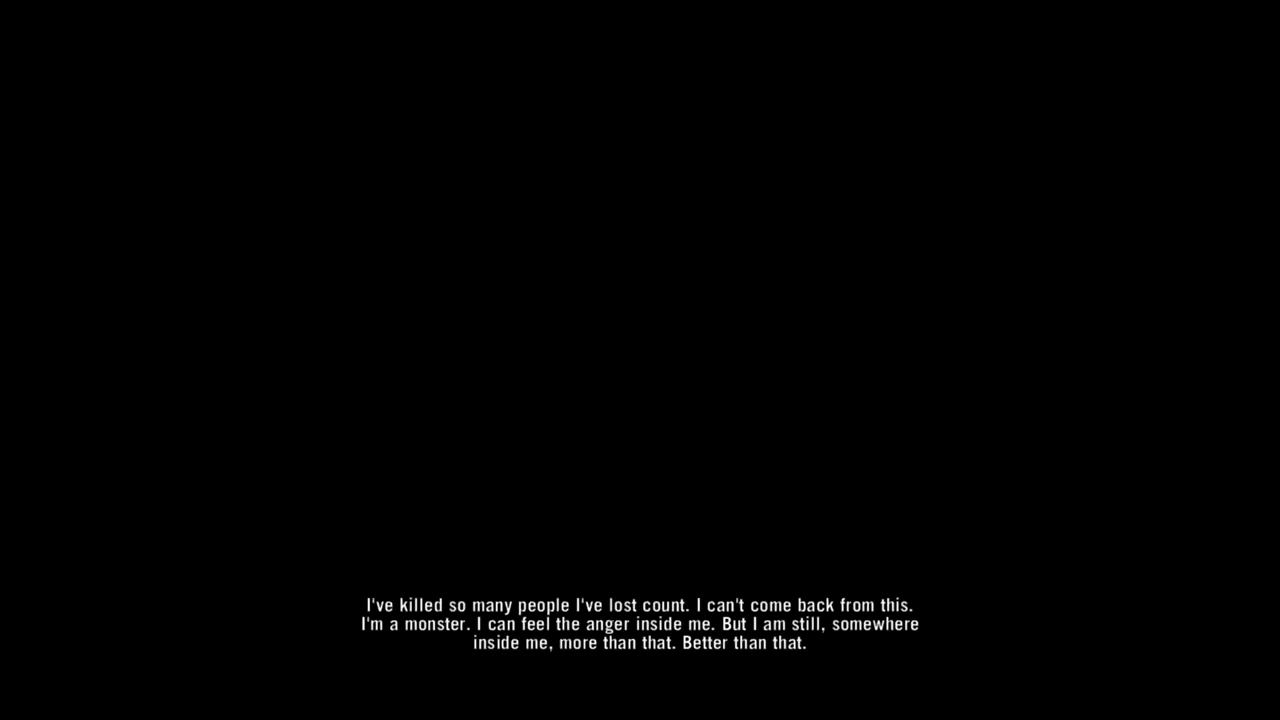 I've killed so many people I've lost count. I can't come back from this.
I'm a monster. I can feel the anger inside me. But I am still, somewhere
inside me, more than that. Better than that.